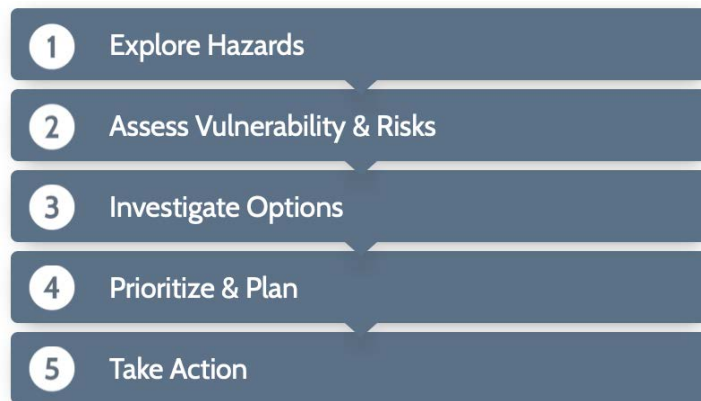 1 Explore Hazards
2 Assess Vulnerability & Risks
3 Investigate Options
4 Prioritize & Plan
5 Take Action